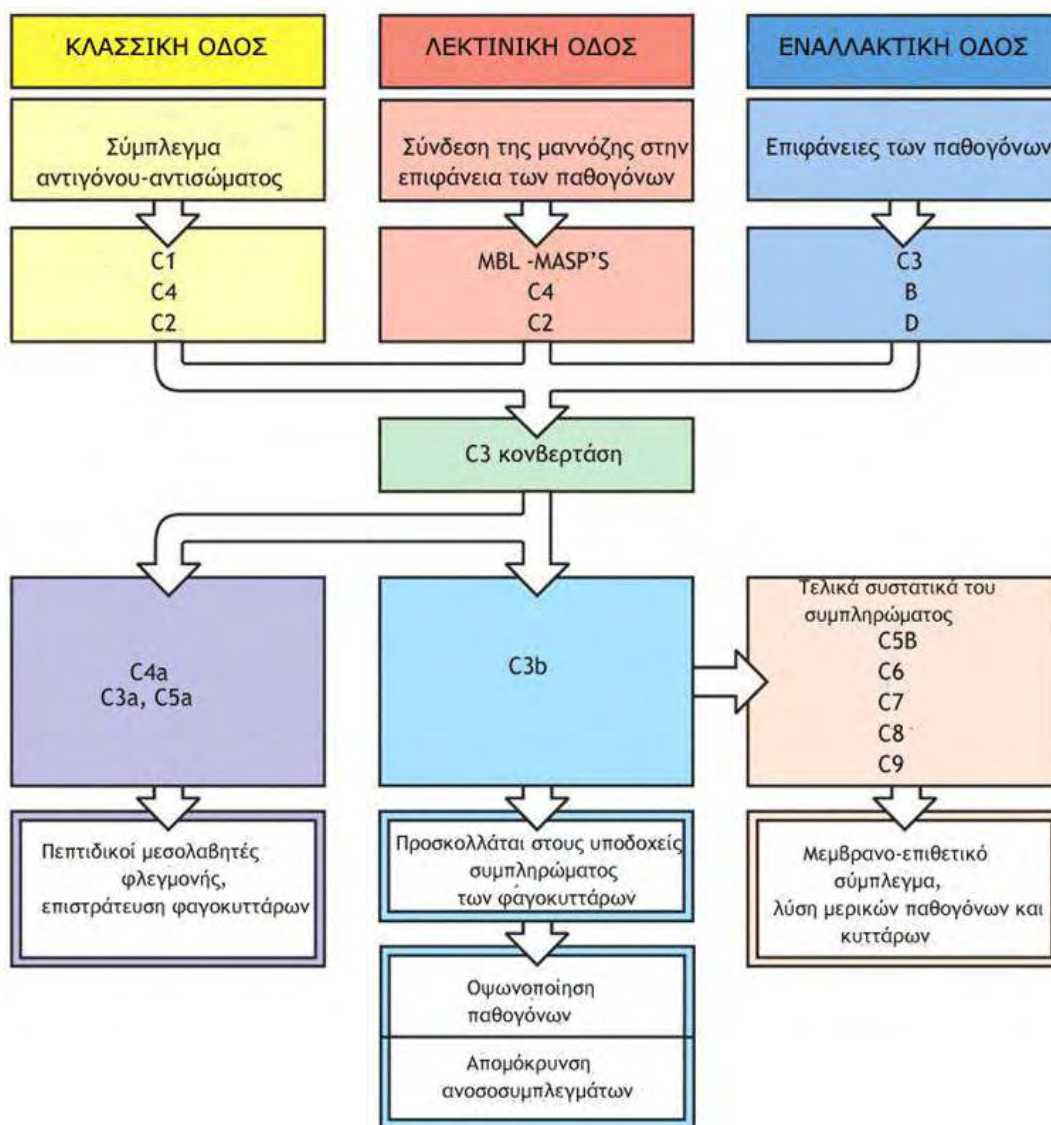 ΚΛΑΣΣΙΚΗ ΟΔΟΣ
ΛΕΚΤΙΝΙΚΗ ΟΔΟΣ
ΕΝΑΛΛΑΚΤΙΚΗ ΟΔΟΣ
Σύμπλεγμα
αντιγόνου-αντισώματος
Σύνδεση της μαννόζης στην
επιφάνεια των παθογόνων
Επιφάνειες των παθογόνων
C1
C4
C2
MBL -MASP'S
C4
C2
C3
B
D
C3 κονβερτάση
C4a
C3a, C5a
C3b
Τελικά συστατικά του
συμπληρώματος
C5B
C6
C7
C8
C9
Πεπτιδικοί μεσολαβητές
φλεγμονής,
επιστράτευση φαγοκυττάρων
Προσκολλάται στους υποδοχείς
συμπληρώματος
των φαγοκυττάρων
Μεμβρανο-επιθετικό
σύμπλεγμα,
λύση μερικών παθογόνων και
κυττάρων
Οψωνοποίηση
παθογόνων
Απομόκρυνση
ανοσοσυμπλεγμάτων